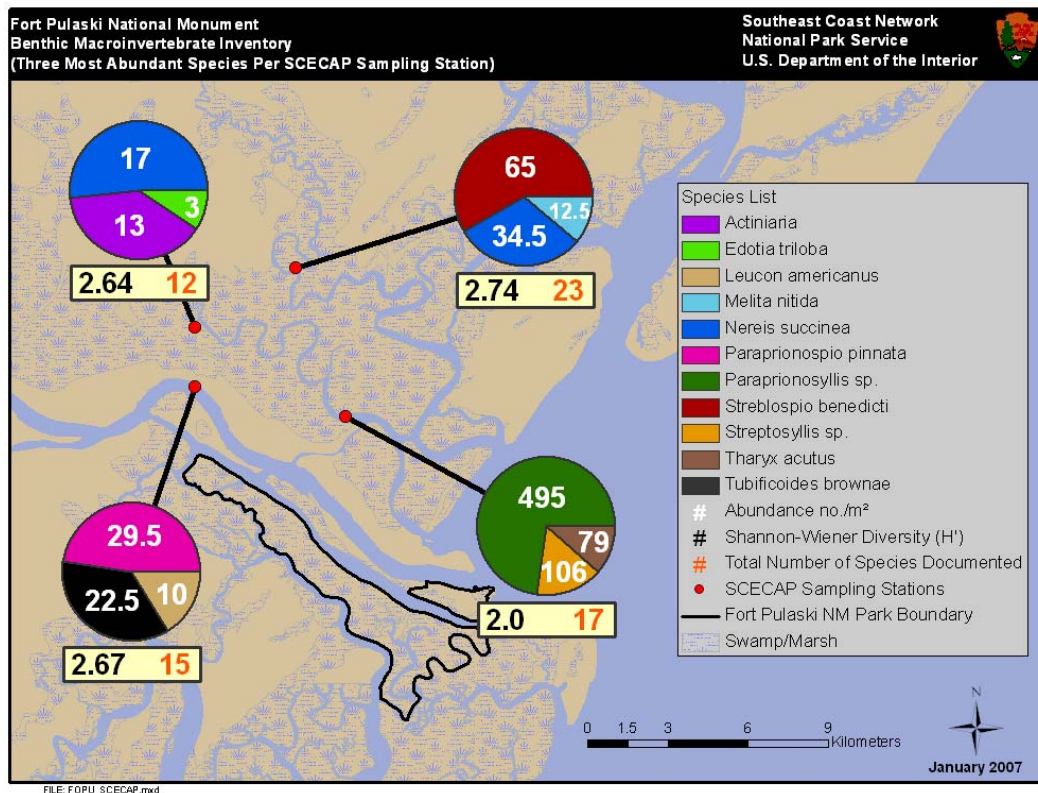 Fort Pulaski National Monument
Benthic Macroinvertebrate Inventory
(Three Most Abundant Species Per SCECAP Sampling Station)
Southeast Coast Network
National Park Service
U.S. Department of the Interior
17
3
13
2.64 12
65
12.5
34.5
2.74 23
29.5
10
22.5
2.67 15
495
79
106
2.0 17
Species List
Actiniaria
Edotia triloba
Leucon americanus
Melita nitida
Nereis succinea
Paraprionospio pinnata
Paraprionosyllis sp.
Streblospio benedicti
Streptosyllis sp.
Tharyx acutus
Tubificoides brownae
# Abundance no./m²
# Shannon-Wiener Diversity (H')
# Total Number of Species Documented
SCECAP Sampling Stations
Fort Pulaski NM Park Boundary
Swamp/Marsh
0 1.5 3 6 9
Kilometers
N
January 2007
FILE: FOPU_SCECAP.mxd